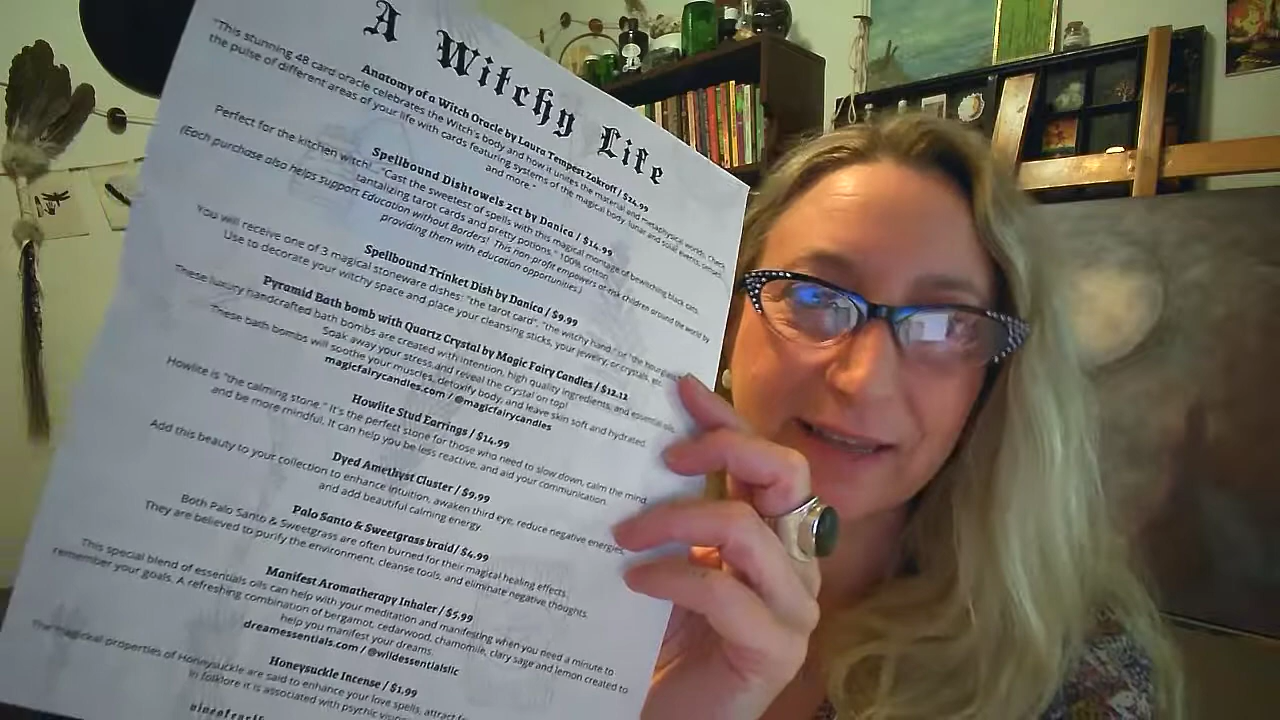 A Witchy Life
Anatomy of a Witch Oracle by Laura Tempest Zakroff / $24.99
"This stunning 48 card oracle celebrates the Witch's body and how it unites the material and metaphysical worlds. Check
the pulse of different areas of your life with cards featuring systems of the magical body, lunar and solar events,
and more."
Spellbound Dishtowels 2ct by Danica / $14.99
Perfect for the kitchen witch! "Cast the sweetest of spells with this magical montage of bewitching black cats,
tantalizing tarot cards and pretty potions." 100% cotton
(Each purchase also helps support Education without Borders! This non-profit empowers at-risk children around the world by
providing them with education opportunities.)
Spellbound Trinket Dish by Danica / $9.99
You will receive one of 3 magical stoneware dishes: "the tarot card", "the witchy hand" or "the
Use to decorate your witchy space and place your cleansing sticks, your jewelry, or crystals, etc.
Pyramid Bath bomb with Quartz Crystal by Magic Fairy Candles / $12.12
These luxury handcrafted bath bombs are created with intention, high quality ingredients, and essential
Soak away your stress and reveal the crystal on top!
These bath bombs will soothe your muscles, detoxify body, and leave skin soft and hydrated.
magicfairycandles.com / @magicfairycandles
Howlite Stud Earrings / $14.99
Howlite is "the calming stone." It's the perfect stone for those who need to slow down, calm the mind
and be more mindful. It can help you be less reactive, and aid your communication.
Dyed Amethyst Cluster / $9.99
Add this beauty to your collection to enhance intuition, awaken third eye, reduce negative energies,
and add beautiful calming energy.
Palo Santo & Sweetgrass braid/ $4.99
Both Palo Santo & Sweetgrass are often burned for their magical healing effects.
They are believed to purify the environment, cleanse tools, and eliminate negative thoughts.
Manifest Aromatherapy Inhaler / $5.99
This special blend of essentials oils can help with your meditation and manifesting when you need a minute to
remember your goals. A refreshing combination of bergamot, cedarwood, chamomile, clary sage and lemon created to
help you manifest your dreams.
dreamessentials.com / @wildessentialsllc
Honeysuckle Incense / $1.99
The magickal properties of Honeysuckle are said to enhance your love spells, attract
in folklore it is associated with psychic